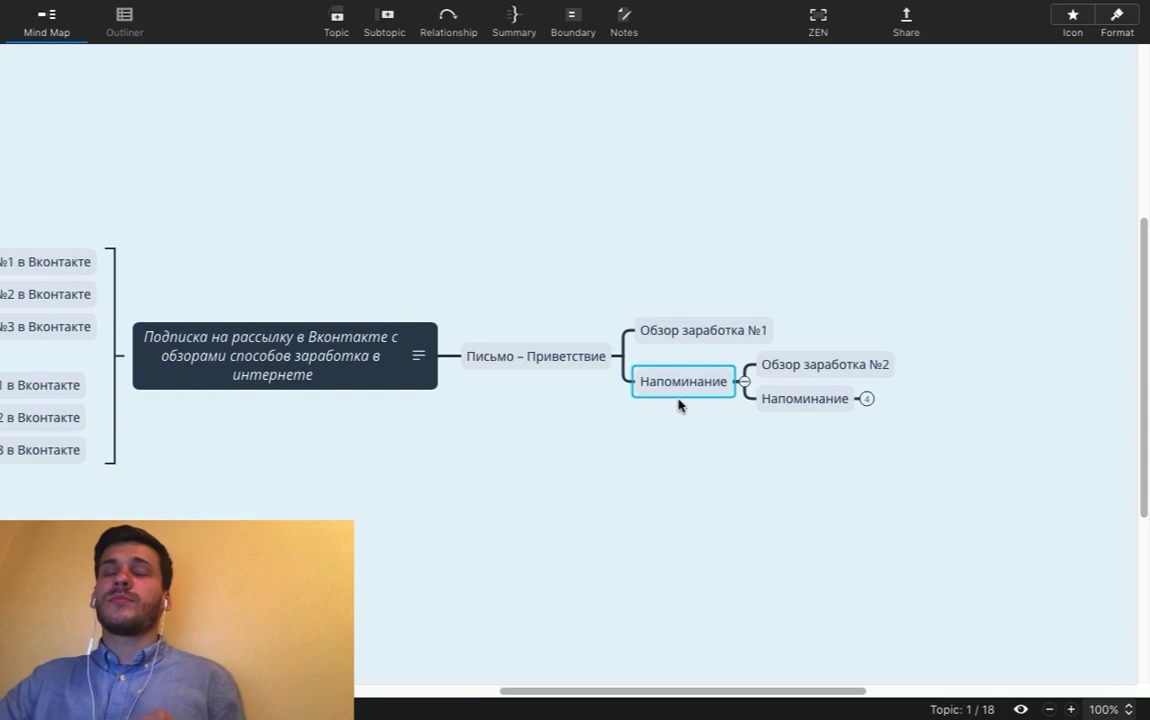 Mind Map
Outliner
Topic
Subtopic
Relationship
Summary
Boundary
Notes
ZEN
Share
Icon
Format
№1 в Вконтакте
№2 в Вконтакте
№3 в Вконтакте
1 в Вконтакте
2 в Вконтакте
3 в Вконтакте
Подписка на рассылку в Вконтакте с
обзорами способов заработка в
интернете
Письмо – Приветствие
Обзор заработка №1
Напоминание
Обзор заработка №2
Напоминание
4
Topic: 1 / 18
100%